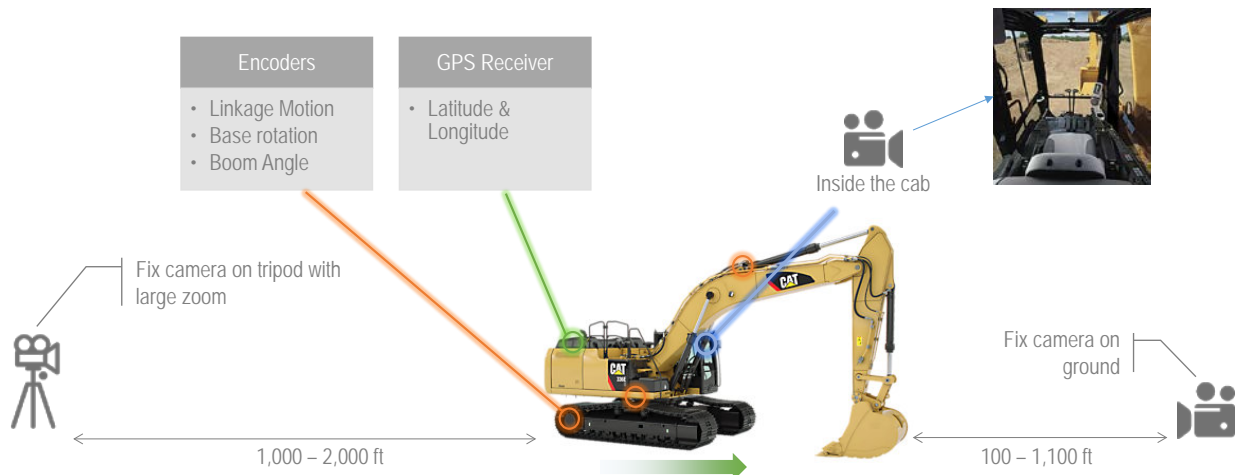 Encoders
• Linkage Motion
• Base rotation
• Boom Angle
GPS Receiver
• Latitude &
Longitude
Inside the cab
Fix camera on tripod with
large zoom
CAT
CAT
Fix camera on
ground
1,000 – 2,000 ft
100 – 1,100 ft